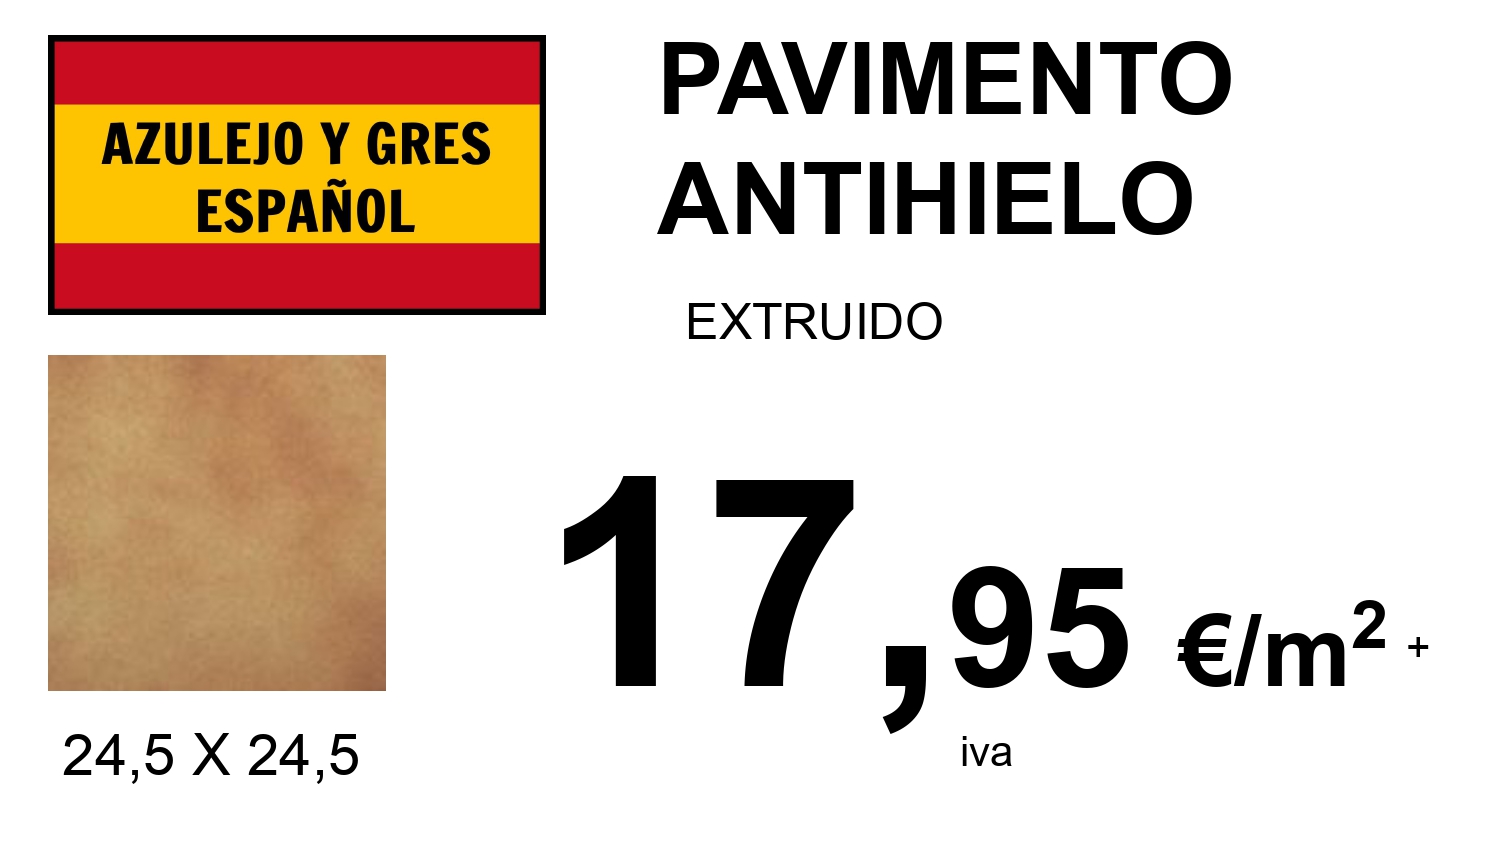 AZULEJO Y GRES
ESPAÑOL
PAVIMENTO
ANTIHIELO
EXTRUIDO
17,95 €/m² +
iva
24,5 X 24,5